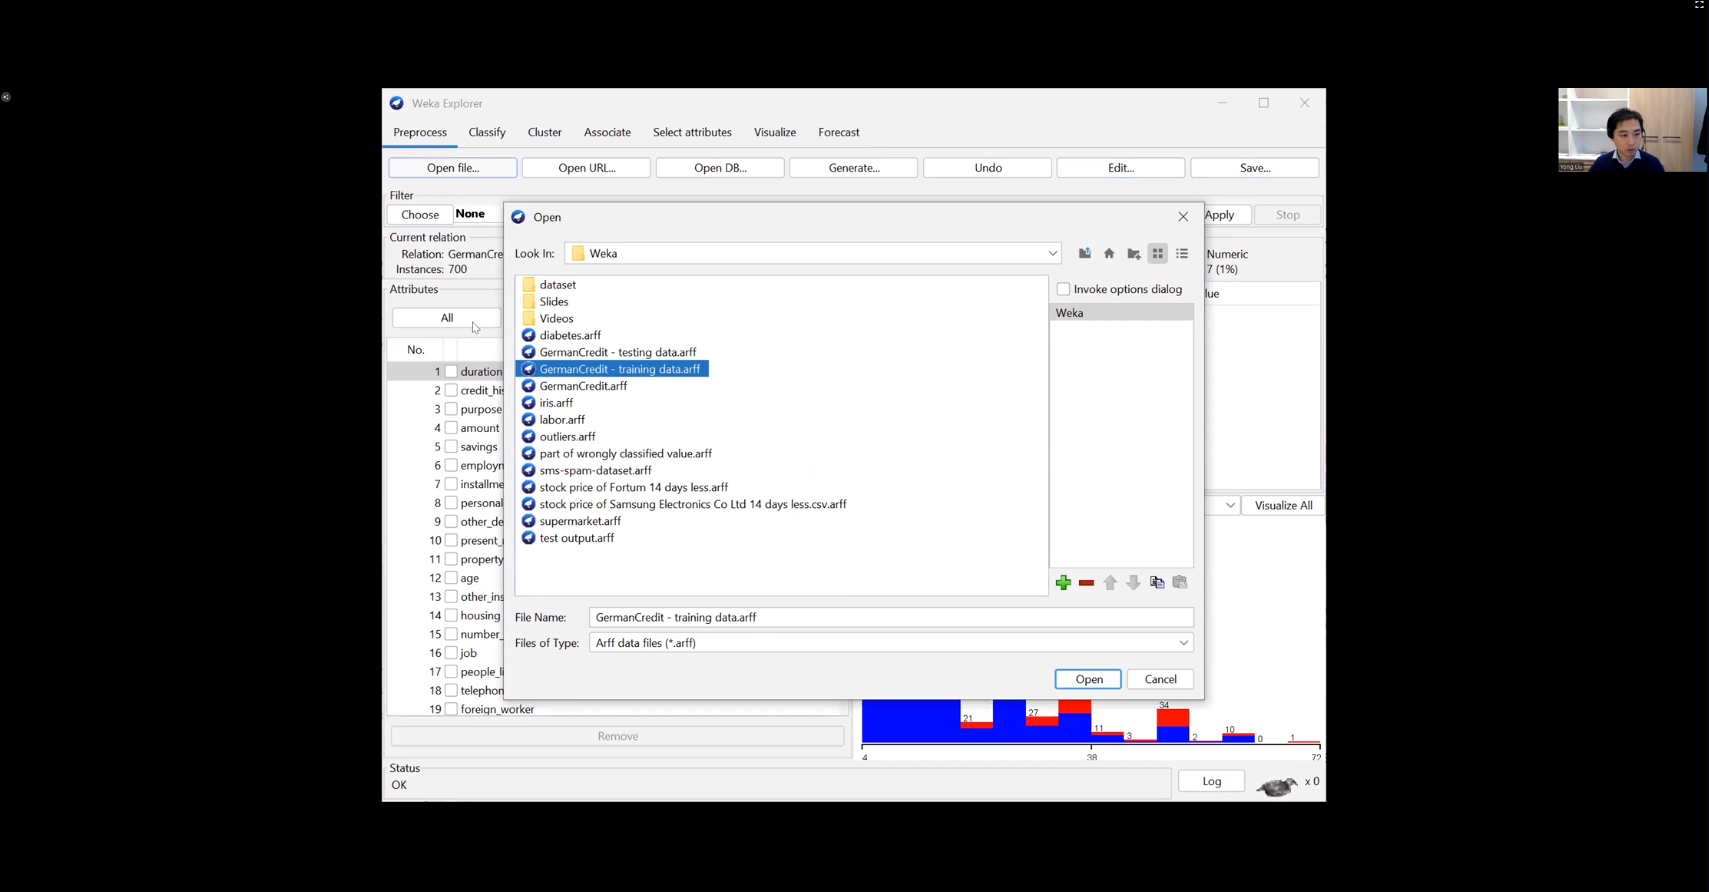 Weka Explorer
Preprocess Classify Cluster Associate Select attributes Visualize Forecast
Open file... Open URL... Open DB... Generate... Undo Edit... Save...
Filter
Choose None Apply Stop
Current relation
Relation: GermanCre
Instances: 700
Numeric
7 (1%)
Attributes
All
No.
1 duration
2 credit_his
3 purpose
4 amount
5 savings
6 employn
7 installme
8 personal
9 other_de
10 present_
11 property
12 age
13 other_ins
14 housing
15 number_
16 job
17 people_li
18 telephon
19 foreign_worker
Remove
lue
Visualize All
Open
Look In: Weka
dataset
Slides
Videos
diabetes.arff
GermanCredit - testing data.arff
GermanCredit - training data.arff
GermanCredit.arff
iris.arff
labor.arff
outliers.arff
part of wrongly classified value.arff
sms-spam-dataset.arff
stock price of Fortum 14 days less.arff
stock price of Samsung Electronics Co Ltd 14 days less.csv.arff
supermarket.arff
test output.arff
Invoke options dialog
Weka
File Name: GermanCredit - training data.arff
Files of Type: Arff data files (*.arff)
Open Cancel
21 27 11 3 34 2 10 0 1
4 38 72
Status
OK
Log x 0
Yong Liu